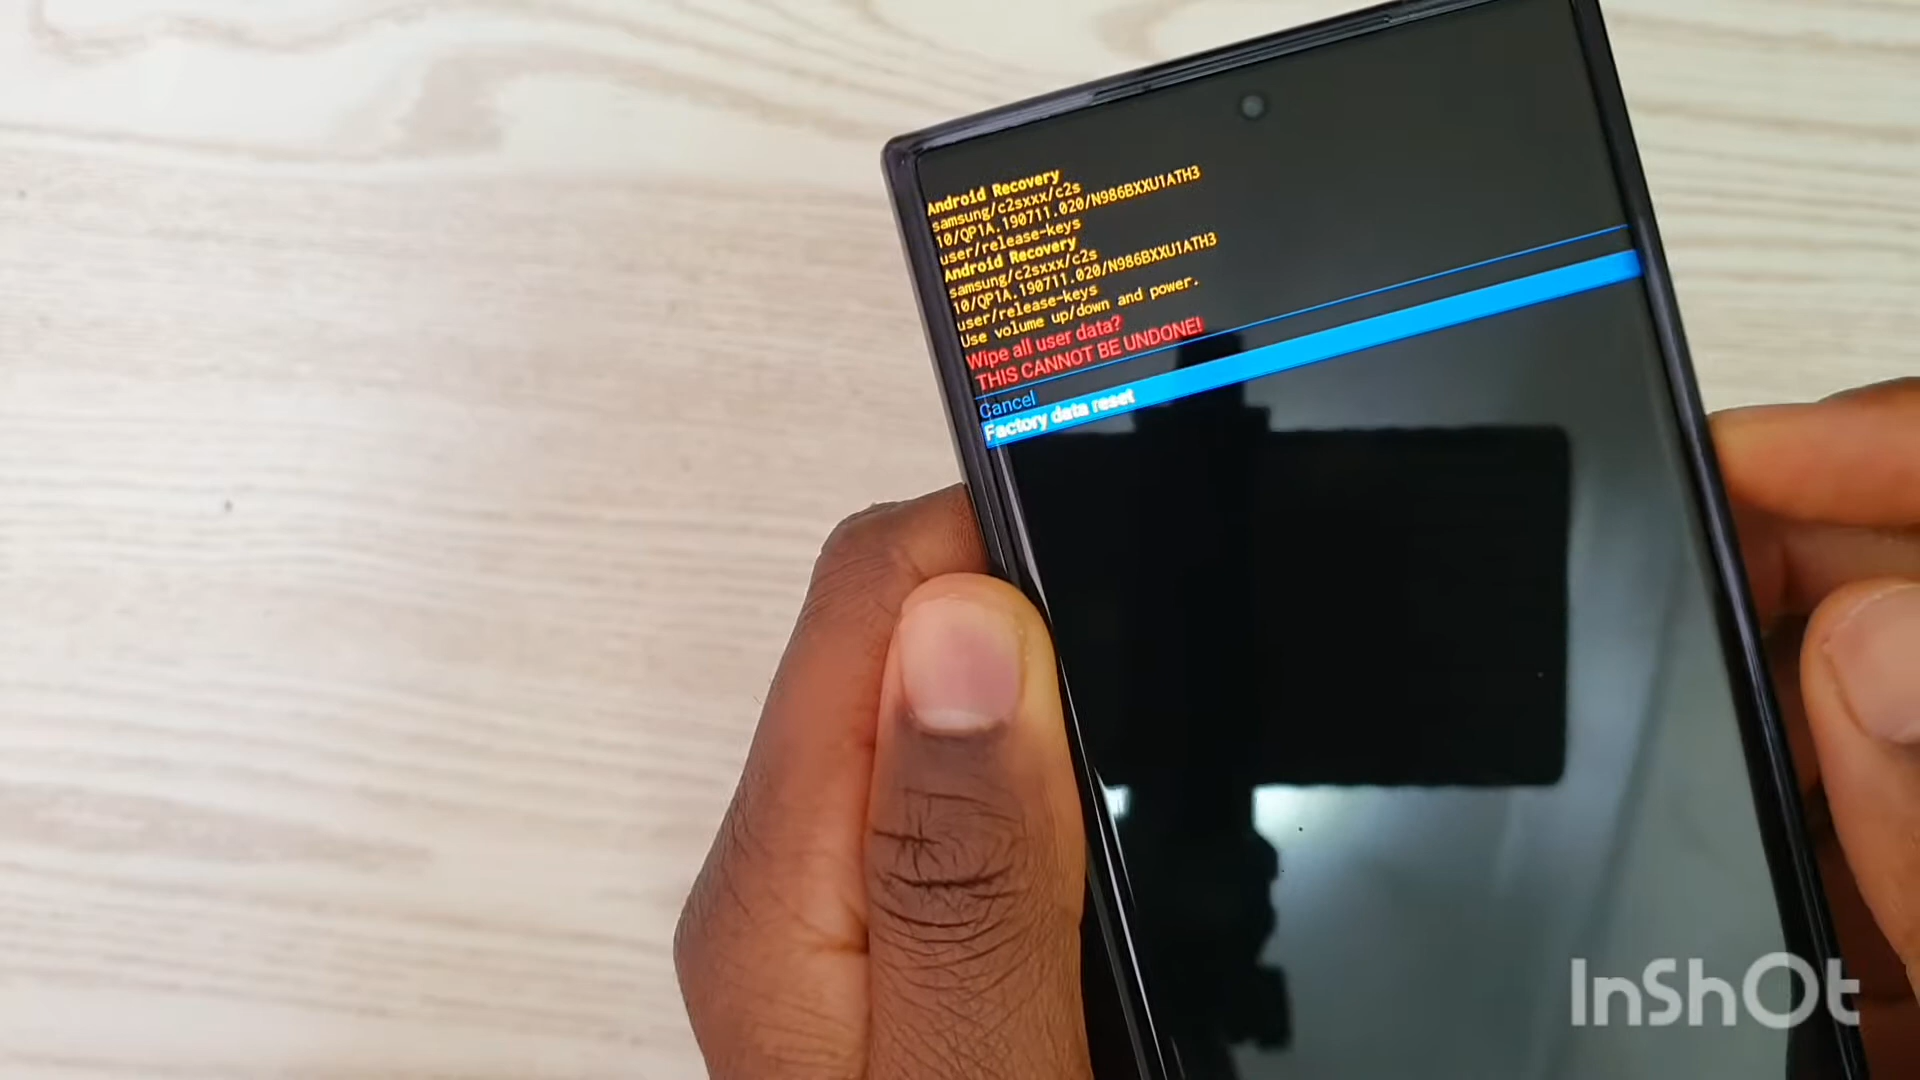 Android Recovery
samsung/c2sxxx/c2s
10/QP1A.190711.020/N986BXXU1ATH3
user/release-keys
Android Recovery
samsung/c2sxxx/c2s
10/QP1A.190711.020/N986BXXU1ATH3
user/release-keys
Use volume up/down and power.
Wipe all user data?
THIS CANNOT BE UNDONE!
Cancel
Factory data reset
InShOt